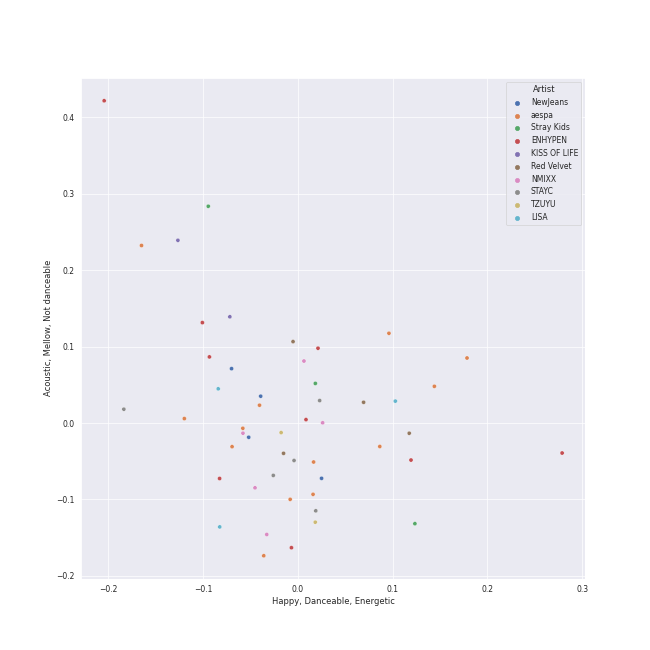 Artist
NewJeans
aespa
Stray Kids
ENHYPEN
KISS OF LIFE
Red Velvet
NMIXX
STAYC
TZUYU
LISA
0.4
0.3
0.2
0.1
0.0
−0.1
−0.2
Acoustic, Mellow, Not danceable
−0.2 −0.1 0.0 0.1 0.2 0.3
Happy, Danceable, Energetic